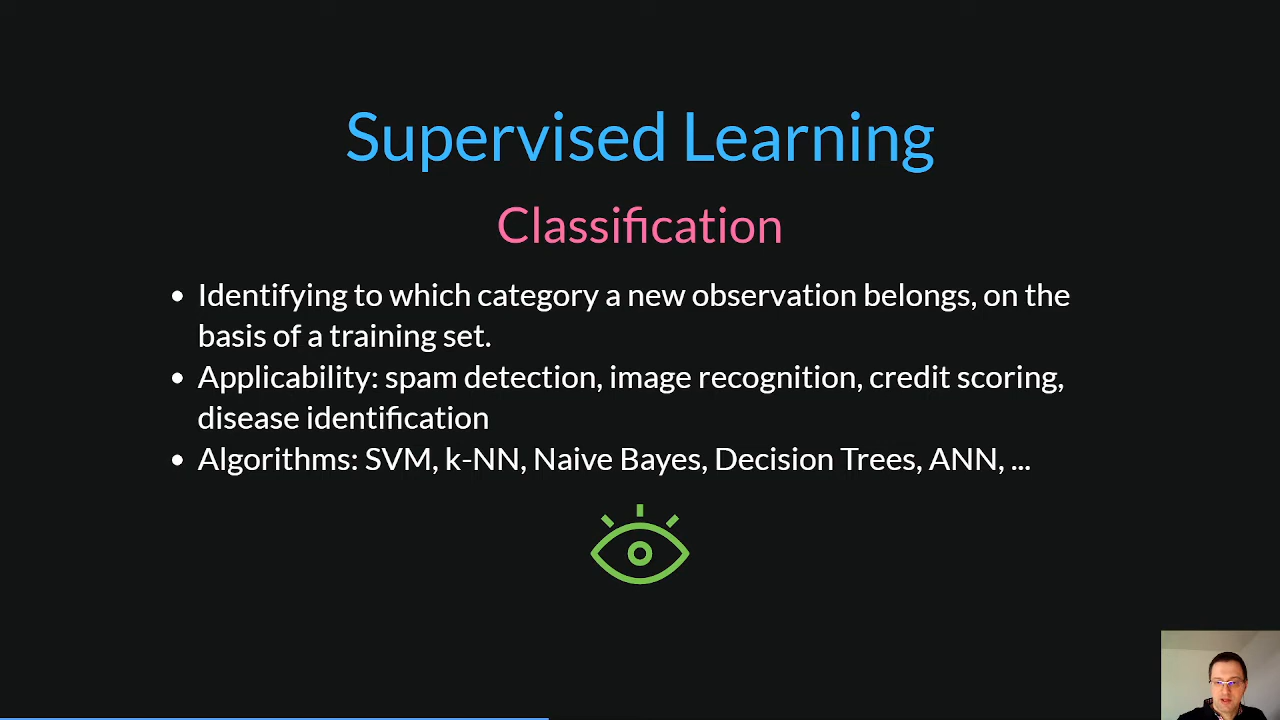 Supervised Learning
Classification
• Identifying to which category a new observation belongs, on the
basis of a training set.
• Applicability: spam detection, image recognition, credit scoring,
disease identification
• Algorithms: SVM, k-NN, Naive Bayes, Decision Trees, ANN, ...